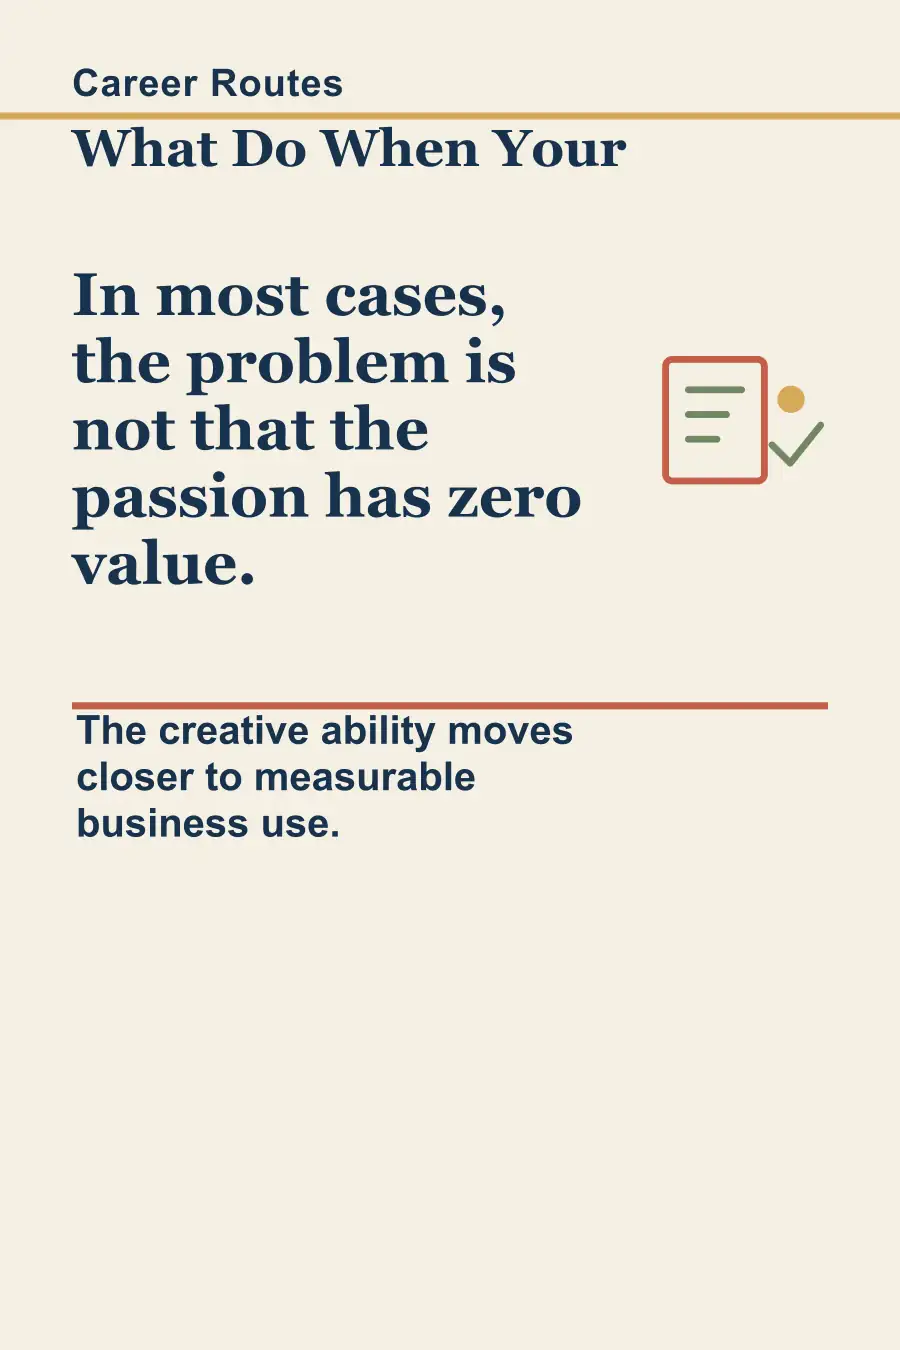 Career Routes
What Do When Your
In most cases,
the problem is
not that the
passion has zero
value.
The creative ability moves
closer to measurable
business use.